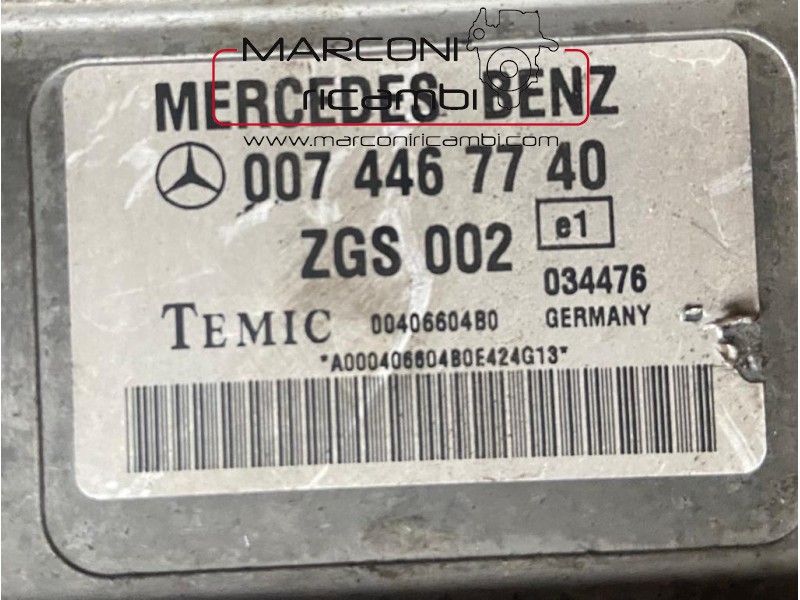 MARCONI
ricambi
MERCEDES BENZ
www.marconiricambi.com
007 446 77 40
ZGS 002 e1
034476
TEMIC 00406604B0 GERMANY
*A000406604B0E424G13*